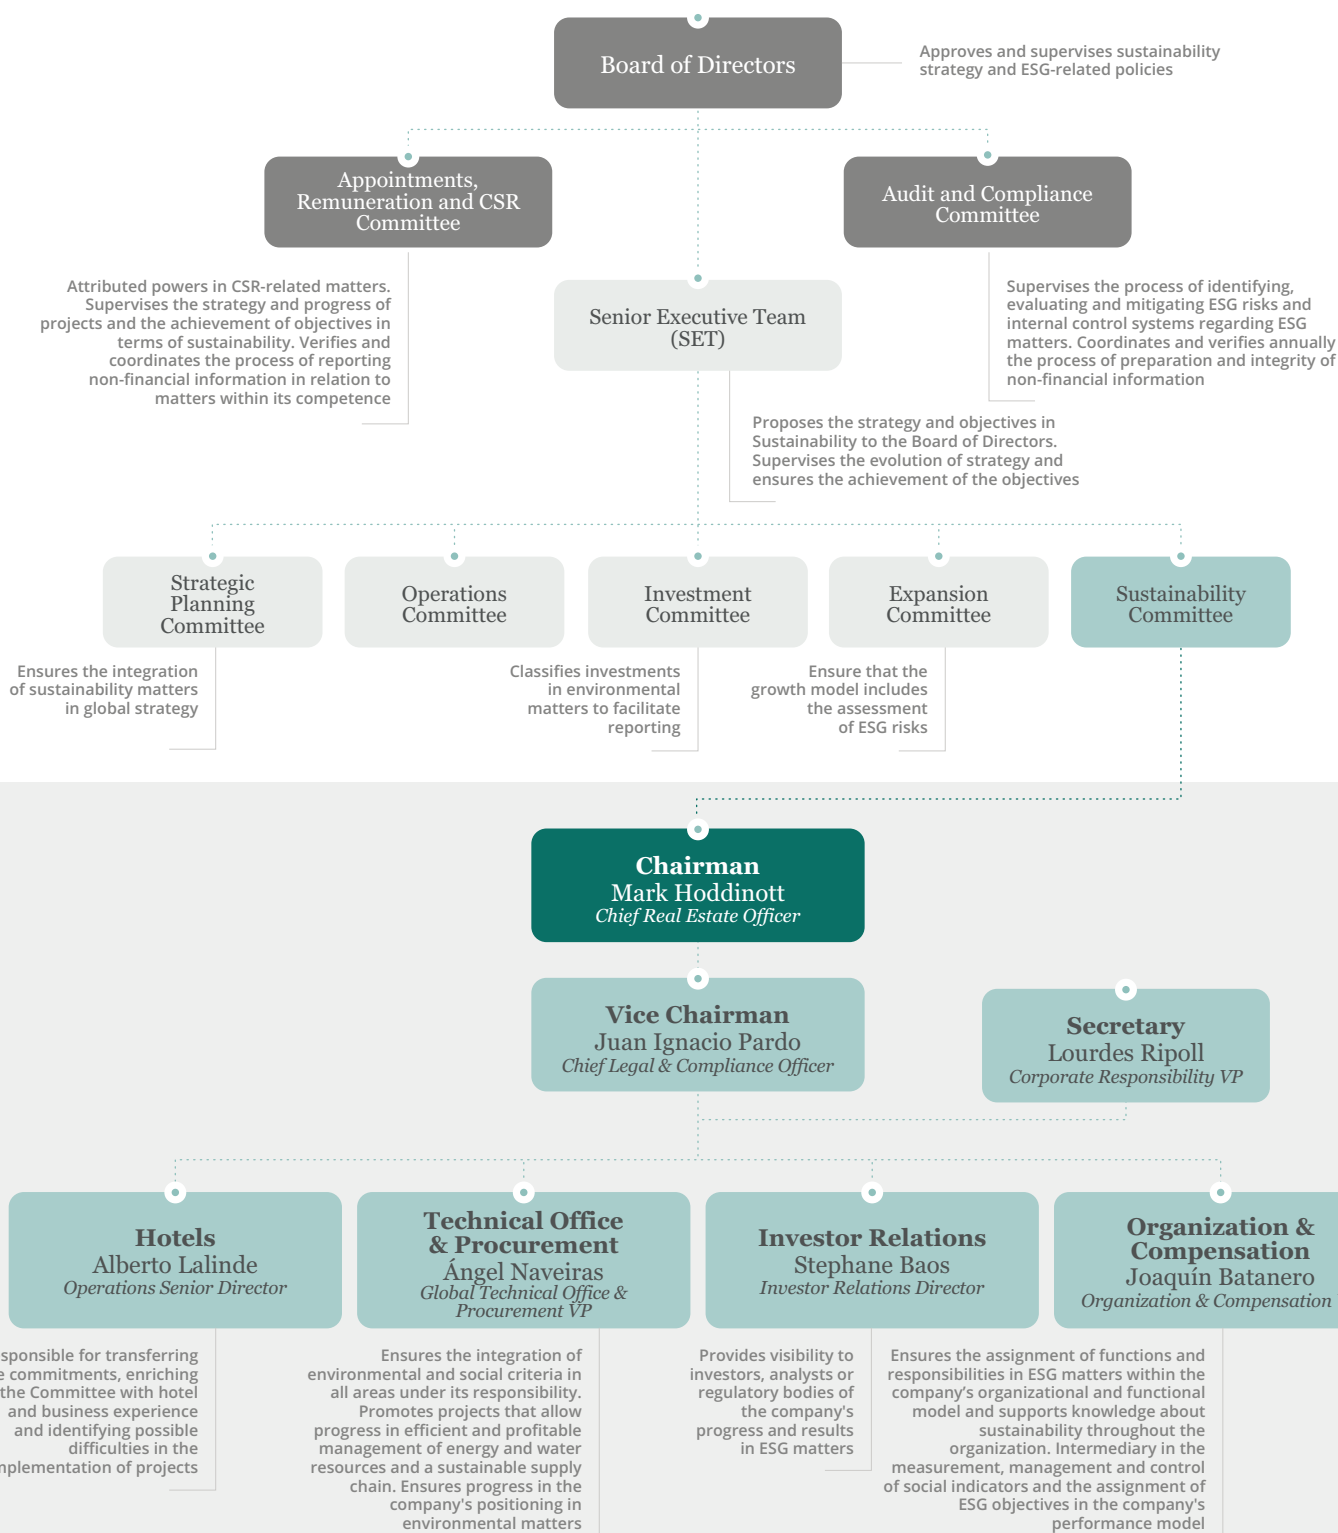 Board of Directors
Approves and supervises sustainability
strategy and ESG-related policies
Appointments,
Remuneration and CSR
Committee
Audit and Compliance
Committee
Attributed powers in CSR-related matters.
Supervises the strategy and progress of
projects and the achievement of objectives in
terms of sustainability. Verifies and
coordinates the process of reporting
non-financial information in relation to
matters within its competence
Senior Executive Team
(SET)
Supervises the process of identifying,
evaluating and mitigating ESG risks and
internal control systems regarding ESG
matters. Coordinates and verifies annually
the process of preparation and integrity of
non-financial information
Proposes the strategy and objectives in
Sustainability to the Board of Directors.
Supervises the evolution of strategy and
ensures the achievement of the objectives
Strategic
Planning
Committee
Operations
Committee
Investment
Committee
Expansion
Committee
Sustainability
Committee
Ensures the integration
of sustainability matters
in global strategy
Classifies investments
in environmental
matters to facilitate
reporting
Ensure that the
growth model includes
the assessment
of ESG risks
Chairman
Mark Hoddinott
Chief Real Estate Officer
Vice Chairman
Juan Ignacio Pardo
Chief Legal & Compliance Officer
Secretary
Lourdes Ripoll
Corporate Responsibility VP
Hotels
Alberto Lalinde
Operations Senior Director
Technical Office
& Procurement
Ángel Naveiras
Global Technical Office &
Procurement VP
Investor Relations
Stephane Baos
Investor Relations Director
Organization &
Compensation
Joaquín Batanero
Organization & Compensation
for transferring
commitments, enriching
the Committee with hotel
and business experience
and identifying possible
difficulties in the
of projects
Ensures the integration of
environmental and social criteria in
all areas under its responsibility.
Promotes projects that allow
progress in efficient and profitable
management of energy and water
resources and a sustainable supply
chain. Ensures progress in the
company's positioning in
environmental matters
Provides visibility to
investors, analysts or
regulatory bodies of
the company's
progress and results
in ESG matters
Ensures the assignment of functions and
responsibilities in ESG matters within the
company's organizational and functional
model and supports knowledge about
sustainability throughout the
organization. Intermediary in the
measurement, management and control
of social indicators and the assignment of
ESG objectives in the company's
performance model